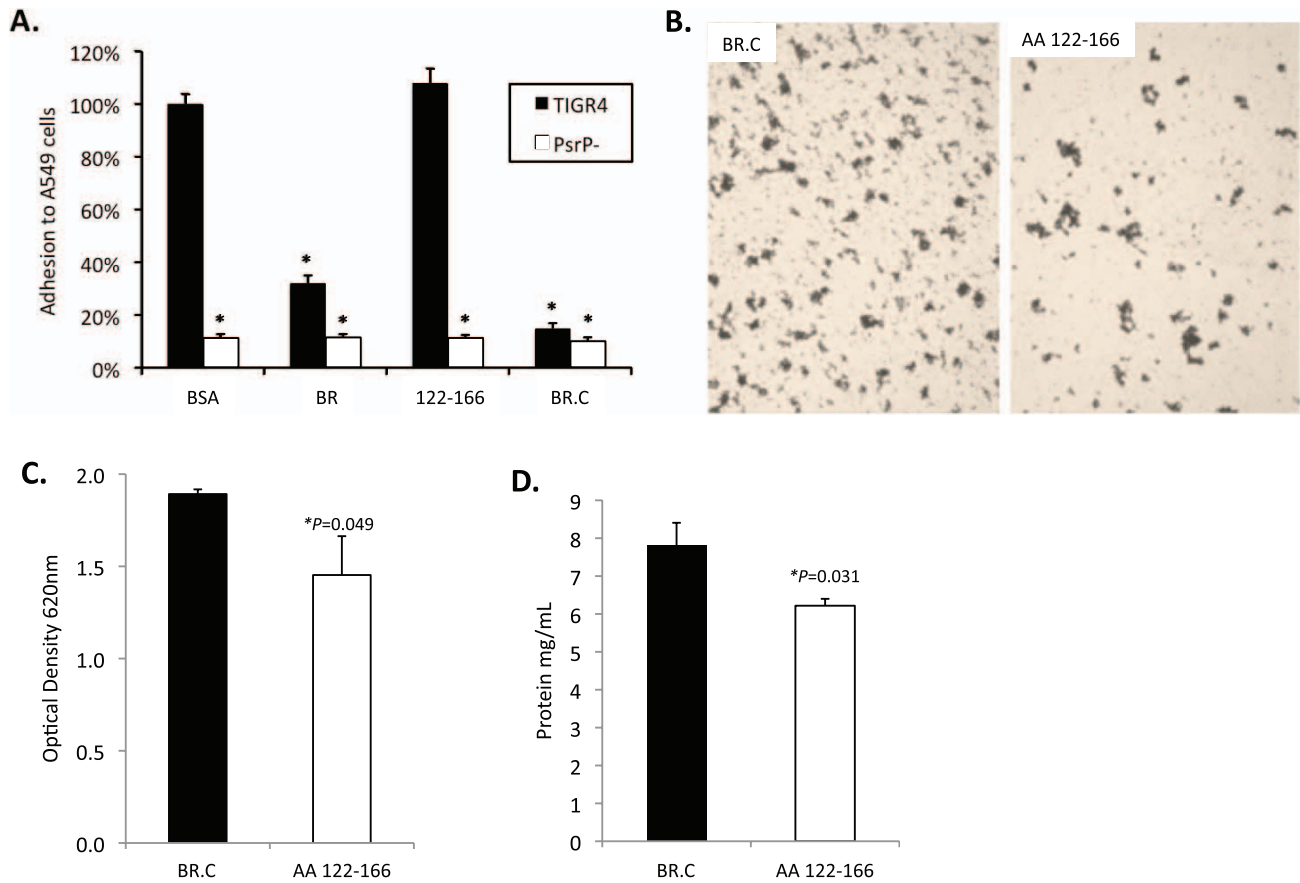 A.
120%
100%
80%
60%
40%
20%
0%
Adhesion to A549 cells
TIGR4
PsrP-
*
*
*
*
*
*
BSA
BR
122-166
BR.C
B.
BR.C
AA 122-166
C.
2.0
1.5
1.0
0.5
0.0
Optical Density 620nm
*P=0.049
BR.C
AA 122-166
D.
9
8
7
6
5
4
3
2
1
0
Protein mg/mL
*P=0.031
BR.C
AA 122-166